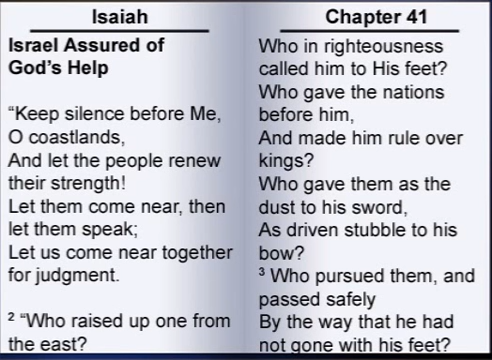 Isaiah
Israel Assured of
God’s Help
“Keep silence before Me,
O coastlands,
And let the people renew
their strength!
Let them come near, then
let them speak;
Let us come near together
for judgment.
² “Who raised up one from
the east?
Chapter 41
Who in righteousness
called him to His feet?
Who gave the nations
before him,
And made him rule over
kings?
Who gave them as the
dust to his sword,
As driven stubble to his
bow?
³ Who pursued them, and
passed safely
By the way that he had
not gone with his feet?